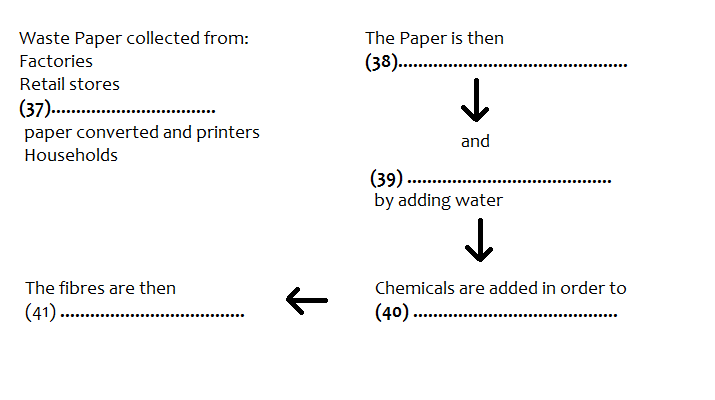 Waste Paper collected from:
Factories
Retail stores
(37).................................
paper converted and printers
Households
The Paper is then
(38)..............................................
and
(39) .........................................
by adding water
Chemicals are added in order to
(40) .........................................
The fibres are then
(41) .....................................